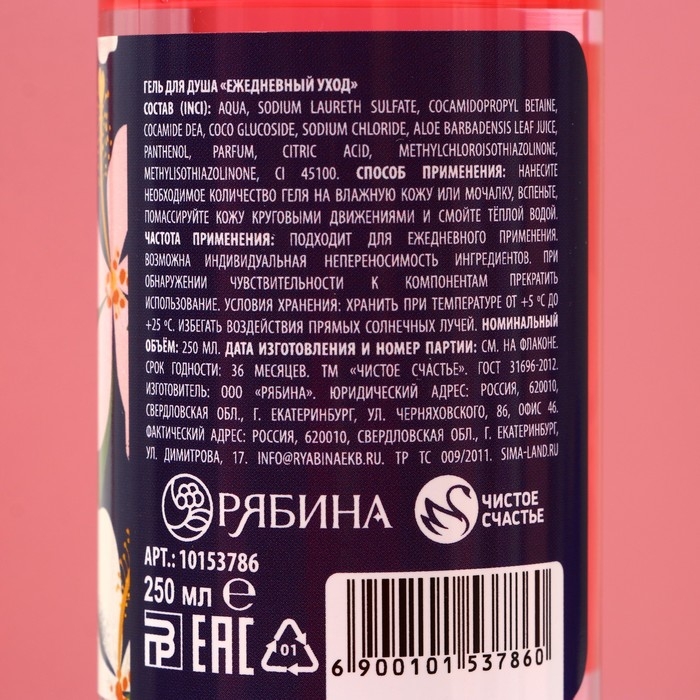 ГЕЛЬ ДЛЯ ДУША «ЕЖЕДНЕВНЫЙ УХОД»
СОСТАВ (INCI): AQUA, SODIUM LAURETH SULFATE, COCAMIDOPROPYL BETAINE,
COCAMIDE DEA, COCO GLUCOSIDE, SODIUM CHLORIDE, ALOE BARBADENSIS LEAF JUICE,
PANTHENOL, PARFUM, CITRIC ACID, METHYLCHLOROISOTHIAZOLINONE,
METHYLISOTHIAZOLINONE, CI 45100. СПОСОБ ПРИМЕНЕНИЯ: НАНЕСИТЕ
НЕОБХОДИМОЕ КОЛИЧЕСТВО ГЕЛЯ НА ВЛАЖНУЮ КОЖУ ИЛИ МОЧАЛКУ, ВСПЕНЬТЕ,
ПОМАССИРУЙТЕ КОЖУ КРУГОВЫМИ ДВИЖЕНИЯМИ И СМОЙТЕ ТЁПЛОЙ ВОДОЙ.
ЧАСТОТА ПРИМЕНЕНИЯ: ПОДХОДИТ ДЛЯ ЕЖЕДНЕВНОГО ПРИМЕНЕНИЯ.
ВОЗМОЖНА ИНДИВИДУАЛЬНАЯ НЕПЕРЕНОСИМОСТЬ ИНГРЕДИЕНТОВ. ПРИ
ОБНАРУЖЕНИИ ЧУВСТВИТЕЛЬНОСТИ К КОМПОНЕНТАМ ПРЕКРАТИТЬ
ИСПОЛЬЗОВАНИЕ. УСЛОВИЯ ХРАНЕНИЯ: ХРАНИТЬ ПРИ ТЕМПЕРАТУРЕ ОТ +5 ºС ДО
+25 ºС. ИЗБЕГАТЬ ВОЗДЕЙСТВИЯ ПРЯМЫХ СОЛНЕЧНЫХ ЛУЧЕЙ. НОМИНАЛЬНЫЙ
ОБЪЁМ: 250 МЛ. ДАТА ИЗГОТОВЛЕНИЯ И НОМЕР ПАРТИИ: СМ. НА ФЛАКОНЕ.
СРОК ГОДНОСТИ: 36 МЕСЯЦЕВ. ТМ «ЧИСТОЕ СЧАСТЬЕ». ГОСТ 31696-2012.
ИЗГОТОВИТЕЛЬ: ООО «РЯБИНА». ЮРИДИЧЕСКИЙ АДРЕС: РОССИЯ, 620010,
СВЕРДЛОВСКАЯ ОБЛ., Г. ЕКАТЕРИНБУРГ, УЛ. ЧЕРНЯХОВСКОГО, 86, ОФИС 46.
ФАКТИЧЕСКИЙ АДРЕС: РОССИЯ, 620010, СВЕРДЛОВСКАЯ ОБЛ., Г. ЕКАТЕРИНБУРГ,
УЛ. ДИМИТРОВА, 17. INFO@RYABINAEKB.RU. ТР ТС 009/2011. SIMA-LAND.RU
РЯБИНА
ЧИСТОЕ
СЧАСТЬЕ
АРТ.: 10153786
250 МЛ ℮
РБ ЕАС 01
6 900101 537860